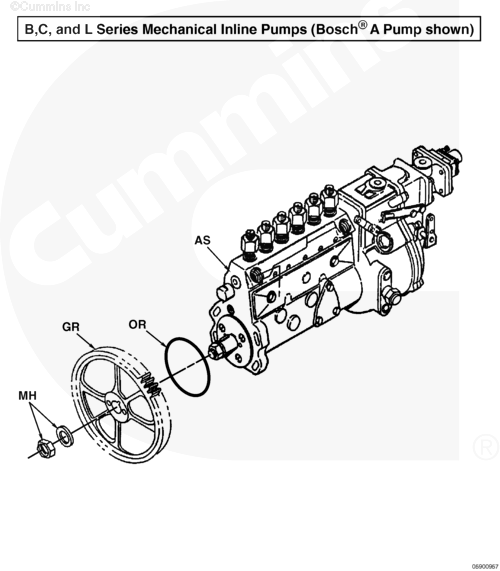 ©Cummins Inc
B,C, and L Series Mechanical Inline Pumps (Bosch® A Pump shown)
Cummins
AS
OR
GR
MH
®
05900967